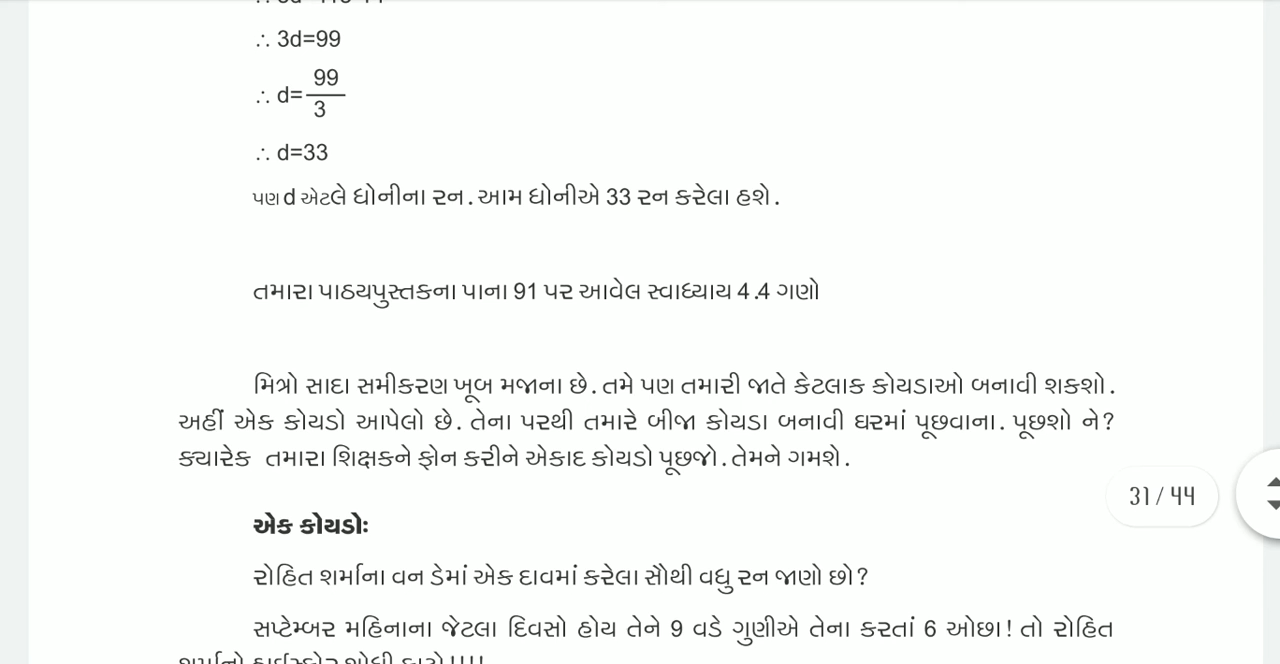 ∴ 3d=99
∴ d= 99/3
∴ d=33
પણ d એટલે ધોનીના રન. આમ ધોનીએ 33 રન કરેલા હશે.
તમારા પાઠયપુસ્તકના પાના 91 પર આવેલ સ્વાધ્યાય 4.4 ગણો
મિત્રો સાદા સમીકરણ ખૂબ મજાના છે. તમે પણ તમારી જાતે કેટલાક કોયડાઓ બનાવી શકશો.
અહીં એક કોયડો આપેલો છે. તેના પરથી તમારે બીજા કોયડા બનાવી ઘરમાં પૂછવાના. પૂછશો ને?
ક્યારેક તમારા શિક્ષકને ફોન કરીને એકાદ કોયડો પૂછજો. તેમને ગમશે.
31 / 44
એક કોયડોઃ
રોહિત શર્માના વન ડેમાં એક દાવમાં કરેલા સૌથી વધુ રન જાણો છો?
સપ્ટેમ્બર મહિનાના જેટલા દિવસો હોય તેને 9 વડે ગુણીએ તેના કરતાં 6 ઓછા! તો રોહિત